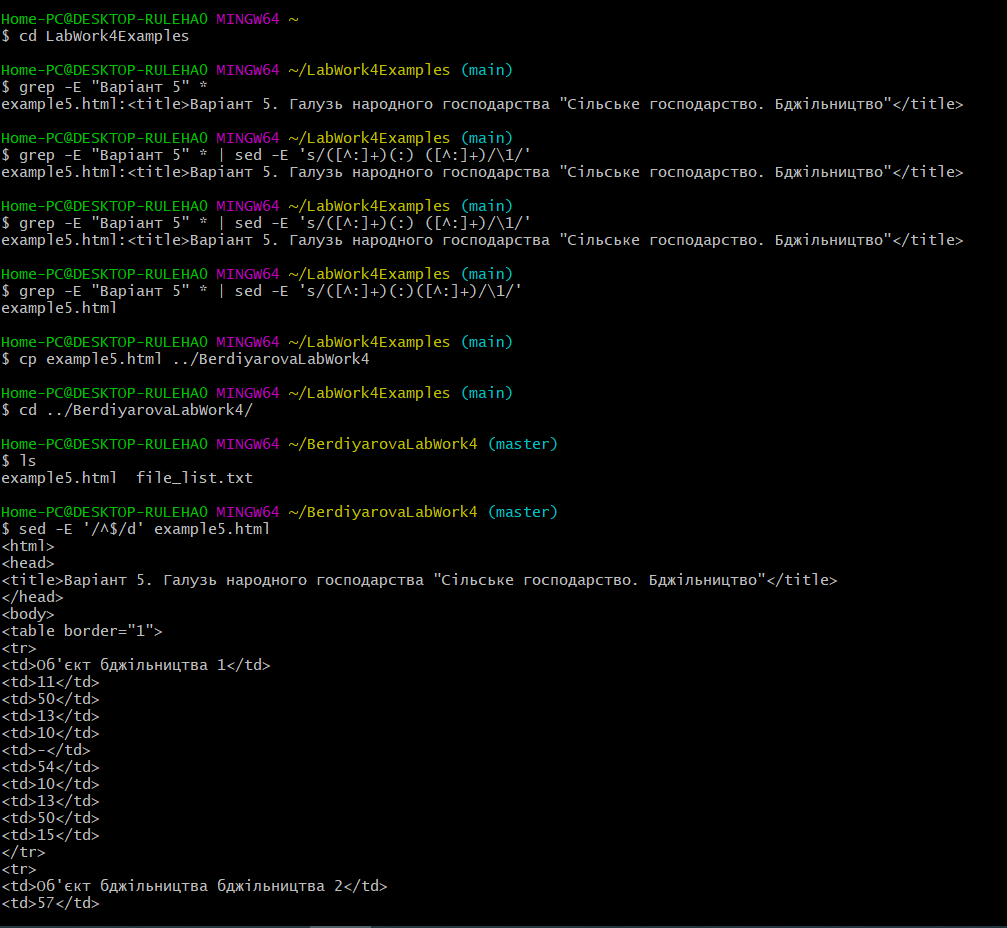 Home-PC@DESKTOP-RULEHAO MINGW64 ~
$ cd LabWork4Examples
Home-PC@DESKTOP-RULEHAO MINGW64 ~/LabWork4Examples (main)
$ grep -E "Варіант 5" *
example5.html:<title>Варіант 5. Галузь народного господарства "Сільське господарство. Бджільництво"</title>
Home-PC@DESKTOP-RULEHAO MINGW64 ~/LabWork4Examples (main)
$ grep -E "Варіант 5" * | sed -E 's/([^:]+)(:) ([^:]+)/\1/'
example5.html:<title>Варіант 5. Галузь народного господарства "Сільське господарство. Бджільництво"</title>
Home-PC@DESKTOP-RULEHAO MINGW64 ~/LabWork4Examples (main)
$ grep -E "Варіант 5" * | sed -E 's/([^:]+)(:) ([^:]+)/\1/'
example5.html:<title>Варіант 5. Галузь народного господарства "Сільське господарство. Бджільництво"</title>
Home-PC@DESKTOP-RULEHAO MINGW64 ~/LabWork4Examples (main)
$ grep -E "Варіант 5" * | sed -E 's/([^:]+)(:)([^:]+)/\1/'
example5.html
Home-PC@DESKTOP-RULEHAO MINGW64 ~/LabWork4Examples (main)
$ cp example5.html ../BerdiyarovaLabWork4
Home-PC@DESKTOP-RULEHAO MINGW64 ~/LabWork4Examples (main)
$ cd ../BerdiyarovaLabWork4/
Home-PC@DESKTOP-RULEHAO MINGW64 ~/BerdiyarovaLabWork4 (master)
$ ls
example5.html  file_list.txt
Home-PC@DESKTOP-RULEHAO MINGW64 ~/BerdiyarovaLabWork4 (master)
$ sed -E '/^$/d' example5.html
<html>
<head>
<title>Варіант 5. Галузь народного господарства "Сільське господарство. Бджільництво"</title>
</head>
<body>
<table border="1">
<tr>
<td>Об'єкт бджільництва 1</td>
<td>11</td>
<td>50</td>
<td>13</td>
<td>10</td>
<td>-</td>
<td>54</td>
<td>10</td>
<td>13</td>
<td>50</td>
<td>15</td>
</tr>
<tr>
<td>Об'єкт бджільництва бджільництва 2</td>
<td>57</td>